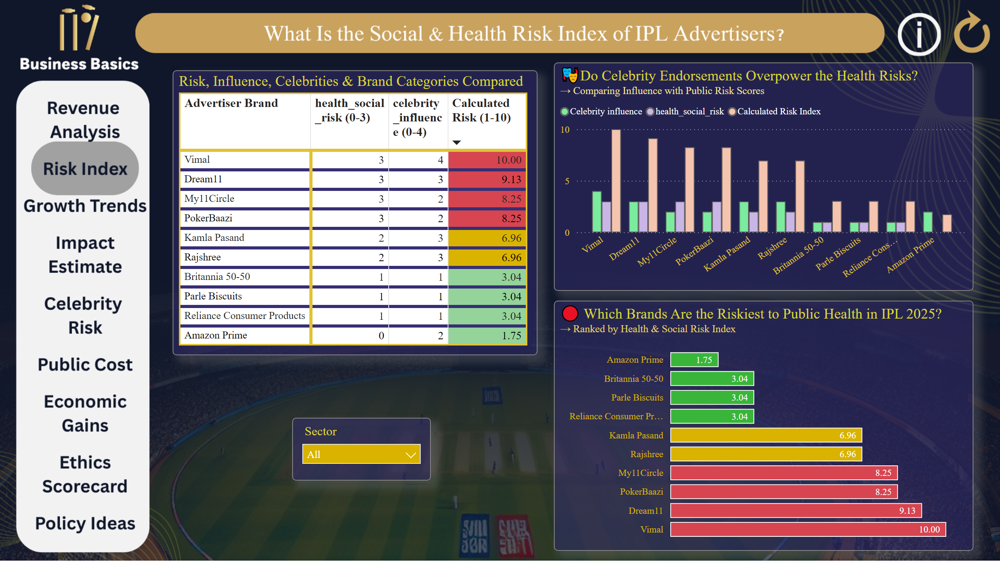 Business Basics
What Is the Social & Health Risk Index of IPL Advertisers?
Revenue
Analysis
Risk Index
Growth Trends
Impact
Estimate
Celebrity
Risk
Public Cost
Economic
Gains
Ethics
Scorecard
Policy Ideas
Risk, Influence, Celebrities & Brand Categories Compared
Advertiser Brand health_social celebrity Calculated
_risk (0-3) _influenc Risk (1-10)
e (0-4)
Vimal 3 4 10.00
Dream11 3 3 9.13
My11Circle 3 2 8.25
PokerBaazi 3 2 8.25
Kamla Pasand 2 3 6.96
Rajshree 2 3 6.96
Britannia 50-50 1 1 3.04
Parle Biscuits 1 1 3.04
Reliance Consumer Products 1 1 3.04
Amazon Prime 0 2 1.75
Sector
All
Do Celebrity Endorsements Overpower the Health Risks?
→ Comparing Influence with Public Risk Scores
Celebrity influence health_social_risk Calculated Risk Index
10
5
0
Vimal Dream11 My11Circle PokerBaazi Kamla Pasand Rajshree Britannia 50-50 Parle Biscuits Reliance Cons... Amazon Prime
Which Brands Are the Riskiest to Public Health in IPL 2025?
→ Ranked by Health & Social Risk Index
Amazon Prime 1.75
Britannia 50-50 3.04
Parle Biscuits 3.04
Reliance Consumer Pr... 3.04
Kamla Pasand 6.96
Rajshree 6.96
My11Circle 8.25
PokerBaazi 8.25
Dream11 9.13
Vimal 10.00